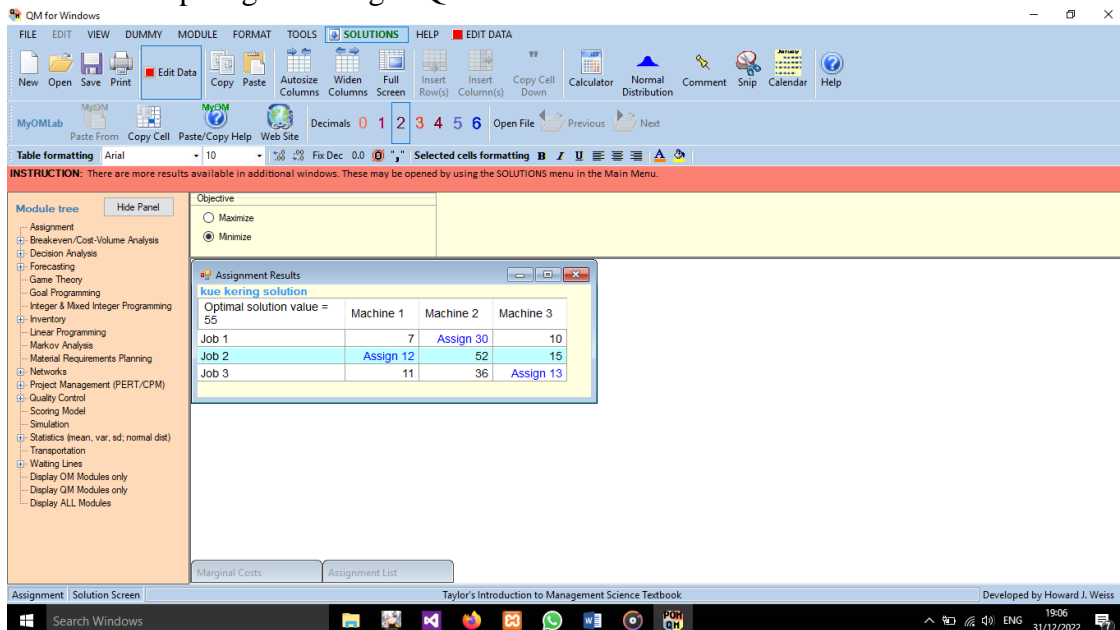 QM for Windows
FILE EDIT VIEW DUMMY MODULE FORMAT TOOLS SOLUTIONS HELP EDIT DATA
New Open Save Print Edit Data Copy Paste Autosize Columns Widen Columns Full Screen Insert Row(s) Insert Column(s) Copy Cell Down Calculator Normal Distribution Comment Snip Calendar Help
MyOMLab Paste From Copy Cell Paste/Copy Help Web Site Decimals 0 1 2 3 4 5 6 Open File Previous Next
Table formatting Arial 10 Fix Dec 0.0 0 "," Selected cells formatting B I U A
INSTRUCTION: There are more results available in additional windows. These may be opened by using the SOLUTIONS menu in the Main Menu.
Module tree Hide Panel
Assignment
Breakeven/Cost-Volume Analysis
Decision Analysis
Forecasting
Game Theory
Goal Programming
Integer & Mixed Integer Programming
Inventory
Linear Programming
Markov Analysis
Material Requirements Planning
Networks
Project Management (PERT/CPM)
Quality Control
Scoring Model
Simulation
Statistics (mean, var, sd; normal dist)
Transportation
Waiting Lines
Display OM Modules only
Display QM Modules only
Display ALL Modules
Objective
Maximize
Minimize
Assignment Results
kue kering solution
Optimal solution value = 55 Machine 1 Machine 2 Machine 3
Job 1 7 Assign 30 10
Job 2 Assign 12 52 15
Job 3 11 36 Assign 13
Marginal Costs Assignment List
Assignment Solution Screen Taylor's Introduction to Management Science Textbook Developed by Howard J. Weiss
Search Windows ENG 19:06
31/12/2022